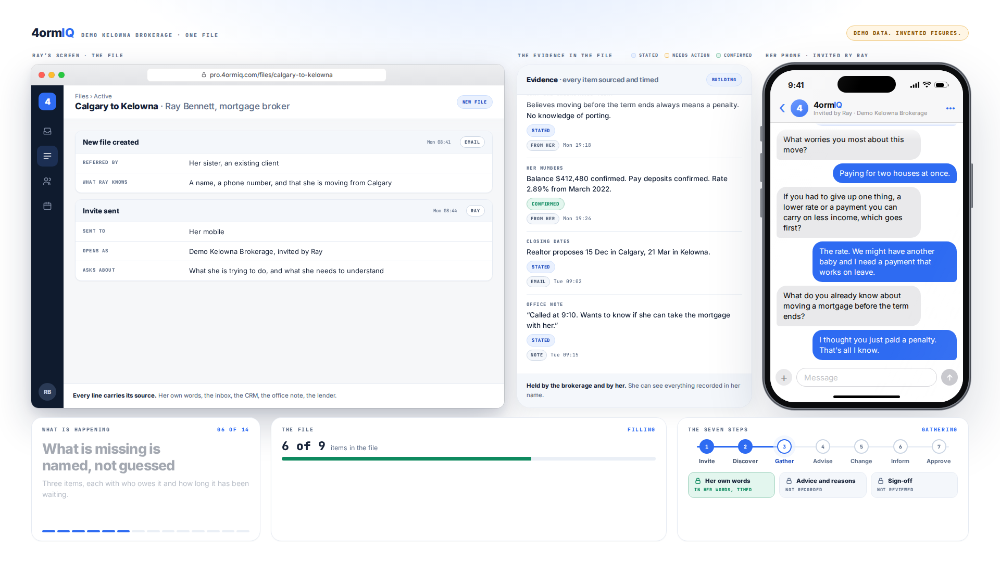 4ormIQ DEMO KELOWNA BROKERAGE · ONE FILE
DEMO DATA. INVENTED FIGURES.
RAY’S SCREEN · THE FILE
pro.4ormiq.com/files/calgary-to-kelowna
4
Files › Active
Calgary to Kelowna · Ray Bennett, mortgage broker
NEW FILE
New file created
Mon 08:41
EMAIL
REFERRED BY
Her sister, an existing client
WHAT RAY KNOWS
A name, a phone number, and that she is moving from Calgary
Invite sent
Mon 08:44
RAY
SENT TO
Her mobile
OPENS AS
Demo Kelowna Brokerage, invited by Ray
ASKS ABOUT
What she is trying to do, and what she needs to understand
RB
Every line carries its source. Her own words, the inbox, the CRM, the office note, the lender.
THE EVIDENCE IN THE FILE
STATED
NEEDS ACTION
CONFIRMED
Evidence · every item sourced and timed
BUILDING
Believes moving before the term ends always means a penalty.
No knowledge of porting.
STATED
FROM HER Mon 19:18
HER NUMBERS
Balance $412,480 confirmed. Pay deposits confirmed. Rate
2.89% from March 2022.
CONFIRMED
FROM HER Mon 19:24
CLOSING DATES
Realtor proposes 15 Dec in Calgary, 21 Mar in Kelowna.
STATED
EMAIL Tue 09:02
OFFICE NOTE
“Called at 9:10. Wants to know if she can take the mortgage
with her.”
STATED
NOTE Tue 09:15
Held by the brokerage and by her. She can see everything recorded in her
name.
HER PHONE · INVITED BY RAY
9:41
4
4ormIQ
Invited by Ray · Demo Kelowna Brokerage
What worries you most about this
move?
Paying for two houses at once.
If you had to give up one thing, a
lower rate or a payment you can
carry on less income, which goes
first?
The rate. We might have another
baby and I need a payment that
works on leave.
What do you already know about
moving a mortgage before the term
ends?
I thought you just paid a penalty.
That's all I know.
+
Message
WHAT IS HAPPENING
06 OF 14
What is missing is
named, not guessed
Three items, each with who owes it and how long it has been
waiting.
THE FILE
FILLING
6 of 9 items in the file
THE SEVEN STEPS
GATHERING
1 2 3 4 5 6 7
Invite Discover Gather Advise Change Inform Approve
Her own words
IN HER WORDS, TIMED
Advice and reasons
NOT RECORDED
Sign-off
NOT REVIEWED